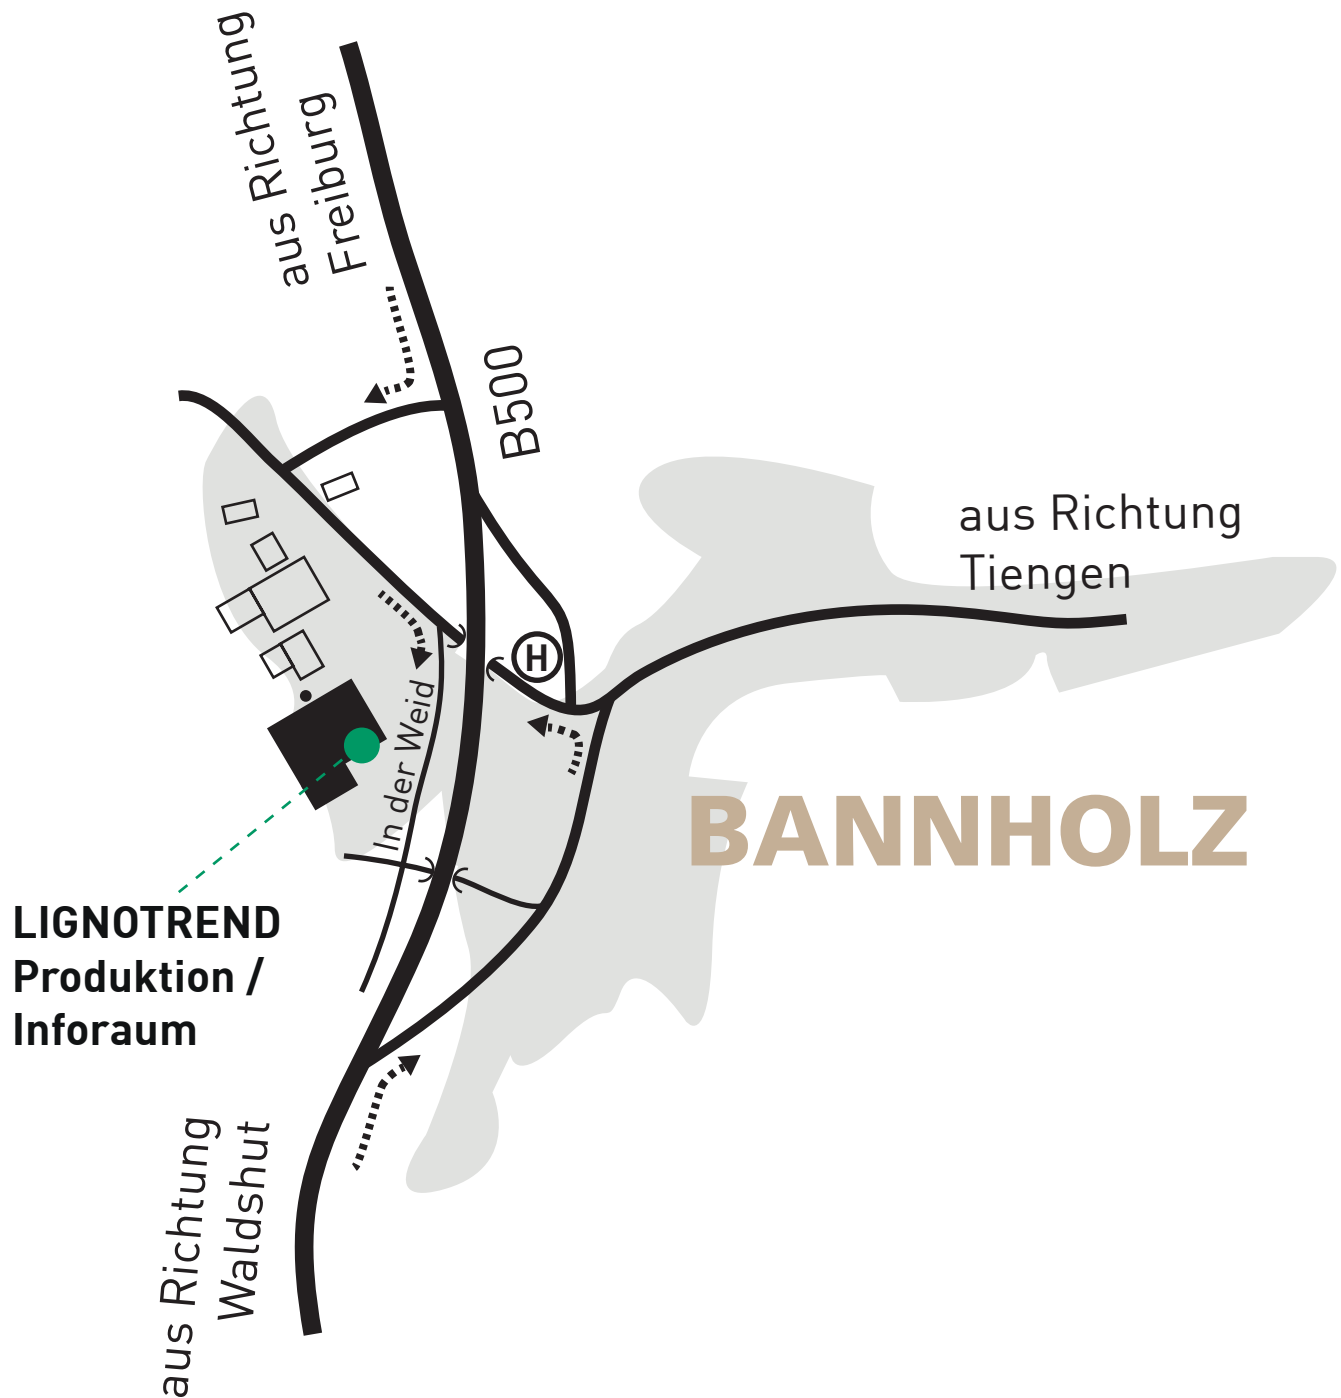 aus Richtung
Freiburg
B500
aus Richtung
Tiengen
H
In der Weid
BANNHOLZ
LIGNOTREND
Produktion /
Inforaum
aus Richtung
Waldshut